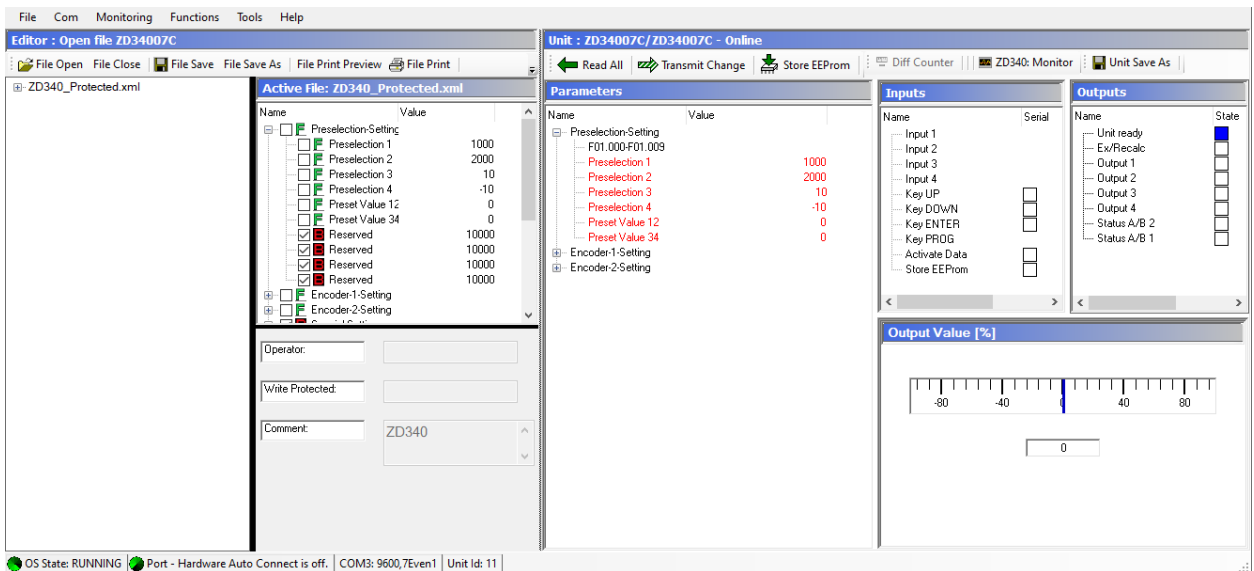 File Com Monitoring Functions Tools Help
Editor : Open file ZD34007C
File Open File Close File Save File Save As File Print Preview File Print
ZD340_Protected.xml
Active File: ZD340_Protected.xml
Name Value
Preselection-Setting
Preselection 1 1000
Preselection 2 2000
Preselection 3 10
Preselection 4 -10
Preset Value 12 0
Preset Value 34 0
Reserved 10000
Reserved 10000
Reserved 10000
Reserved 10000
Encoder-1-Setting
Encoder-2-Setting
Operator:
Write Protected:
Comment: ZD340
Unit : ZD34007C/ZD34007C - Online
Read All Transmit Change Store EEProm Diff Counter ZD340: Monitor Unit Save As
Parameters
Name Value
Preselection-Setting
F01.000-F01.009
Preselection 1 1000
Preselection 2 2000
Preselection 3 10
Preselection 4 -10
Preset Value 12 0
Preset Value 34 0
Encoder-1-Setting
Encoder-2-Setting
Inputs
Name Serial
Input 1
Input 2
Input 3
Input 4
Key UP
Key DOWN
Key ENTER
Key PROG
Activate Data
Store EEProm
Outputs
Name State
Unit ready
Ex/Recalc
Output 1
Output 2
Output 3
Output 4
Status A/B 2
Status A/B 1
Output Value [%]
-80 -40 0 40 80
0
OS State: RUNNING Port - Hardware Auto Connect is off. COM3: 9600,7Even1 Unit Id: 11